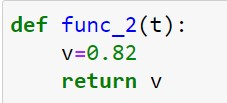 def func_2(t):
    v=0.82
    return v